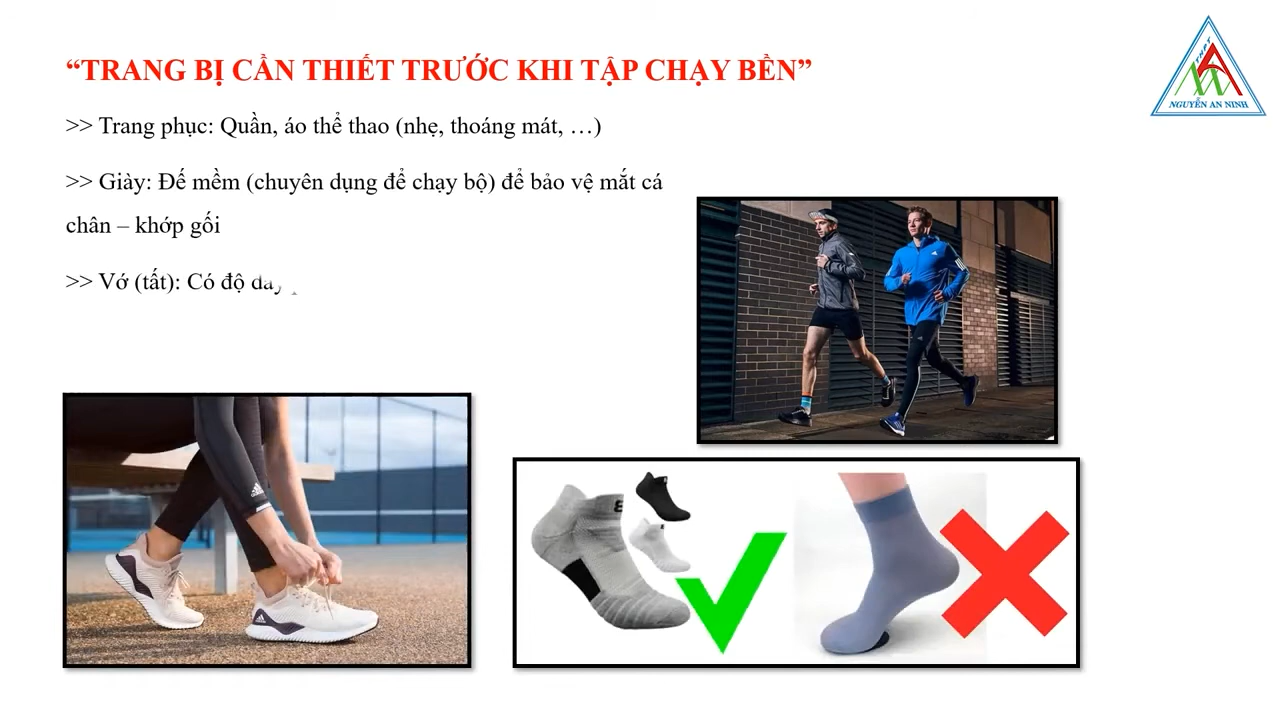 “TRANG BỊ CẦN THIẾT TRƯỚC KHI TẬP CHẠY BỀN”
>> Trang phục: Quần, áo thể thao (nhẹ, thoáng mát, …)
>> Giày: Đế mềm (chuyên dụng để chạy bộ) để bảo vệ mắt cá
chân – khớp gối
>> Vớ (tất): Có độ
THPT
NGUYỄN AN NINH